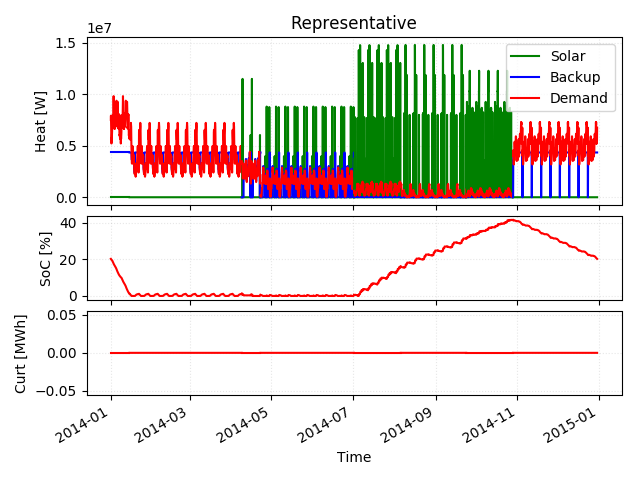 Representative
1e7
1.5
1.0
0.5
0.0
Heat [W]
Solar
Backup
Demand
40
20
0
SoC [%]
0.05
0.00
−0.05
Curt [MWh]
2014-01
2014-03
2014-05
2014-07
2014-09
2014-11
2015-01
Time